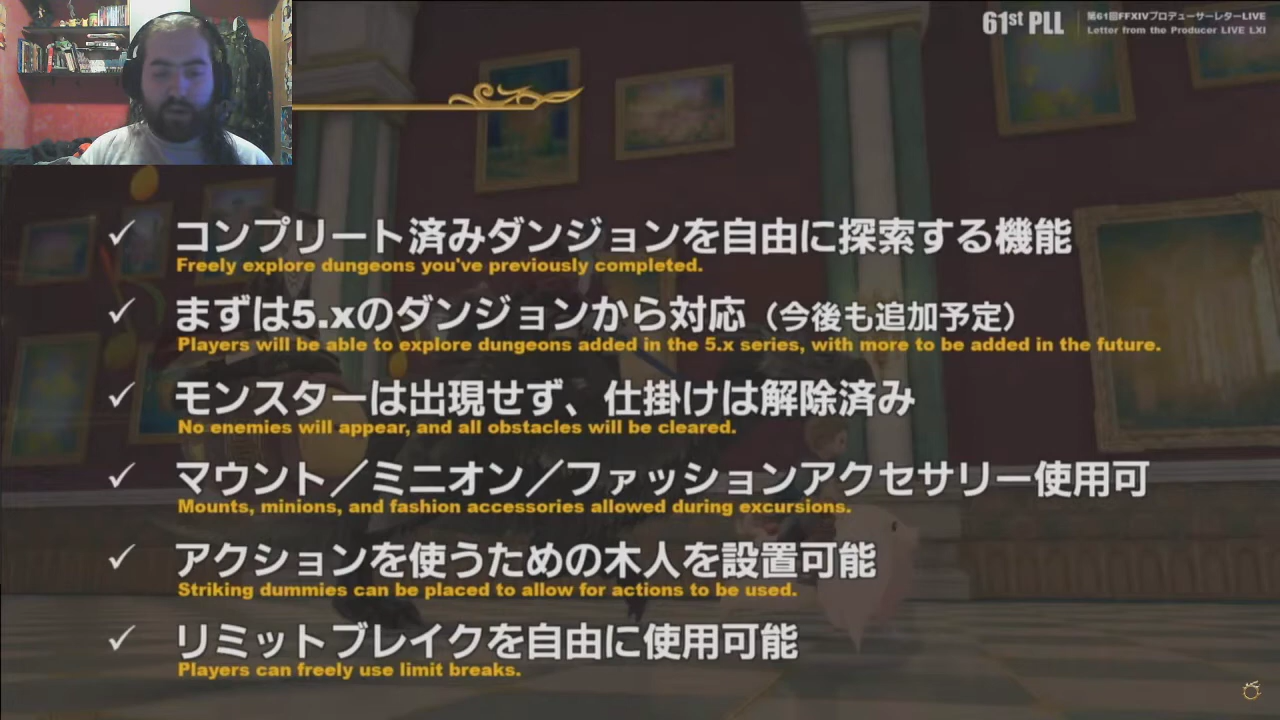 61st PLL
第61回FFXIVプロデューサーレターLIVE
Letter from the Producer LIVE LXI
✓ コンプリート済みダンジョンを自由に探索する機能
Freely explore dungeons you've previously completed.
✓ まずは5.xのダンジョンから対応（今後も追加予定）
Players will be able to explore dungeons added in the 5.x series, with more to be added in the future.
✓ モンスターは出現せず、仕掛けは解除済み
No enemies will appear, and all obstacles will be cleared.
✓ マウント／ミニオン／ファッションアクセサリー使用可
Mounts, minions, and fashion accessories allowed during excursions.
✓ アクションを使うための木人を設置可能
Striking dummies can be placed to allow for actions to be used.
✓ リミットブレイクを自由に使用可能
Players can freely use limit breaks.